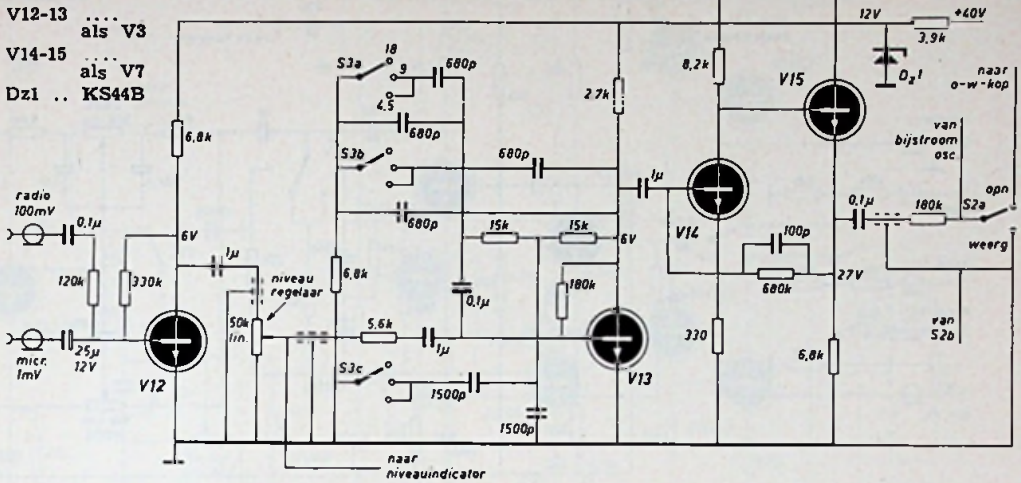 V12-13 ....
als V3
V14-15 ....
als V7
Dz1 .. KS44B
radio
100mV
0,1µ
120k
330k
6,8k
6V
1µ
niveau
regelaar
50k
lin.
micr.
1mV
25µ
12V
V12
S3a
18
9
4,5
680p
680p
S3b
680p
680p
6,8k
15k
15k
6V
0,1µ
180k
5,6k
1µ
S3c
1500p
1500p
V13
naar
niveauindicator
2.7k
1µ
8,2k
V14
330
100p
680k
V15
27V
6,8k
12V
3,9k
+40V
Dz1
naar
o-w-kop
van
bijstroom
osc.
0,1µ
180k
S2a
opn
weerg
van
S2b